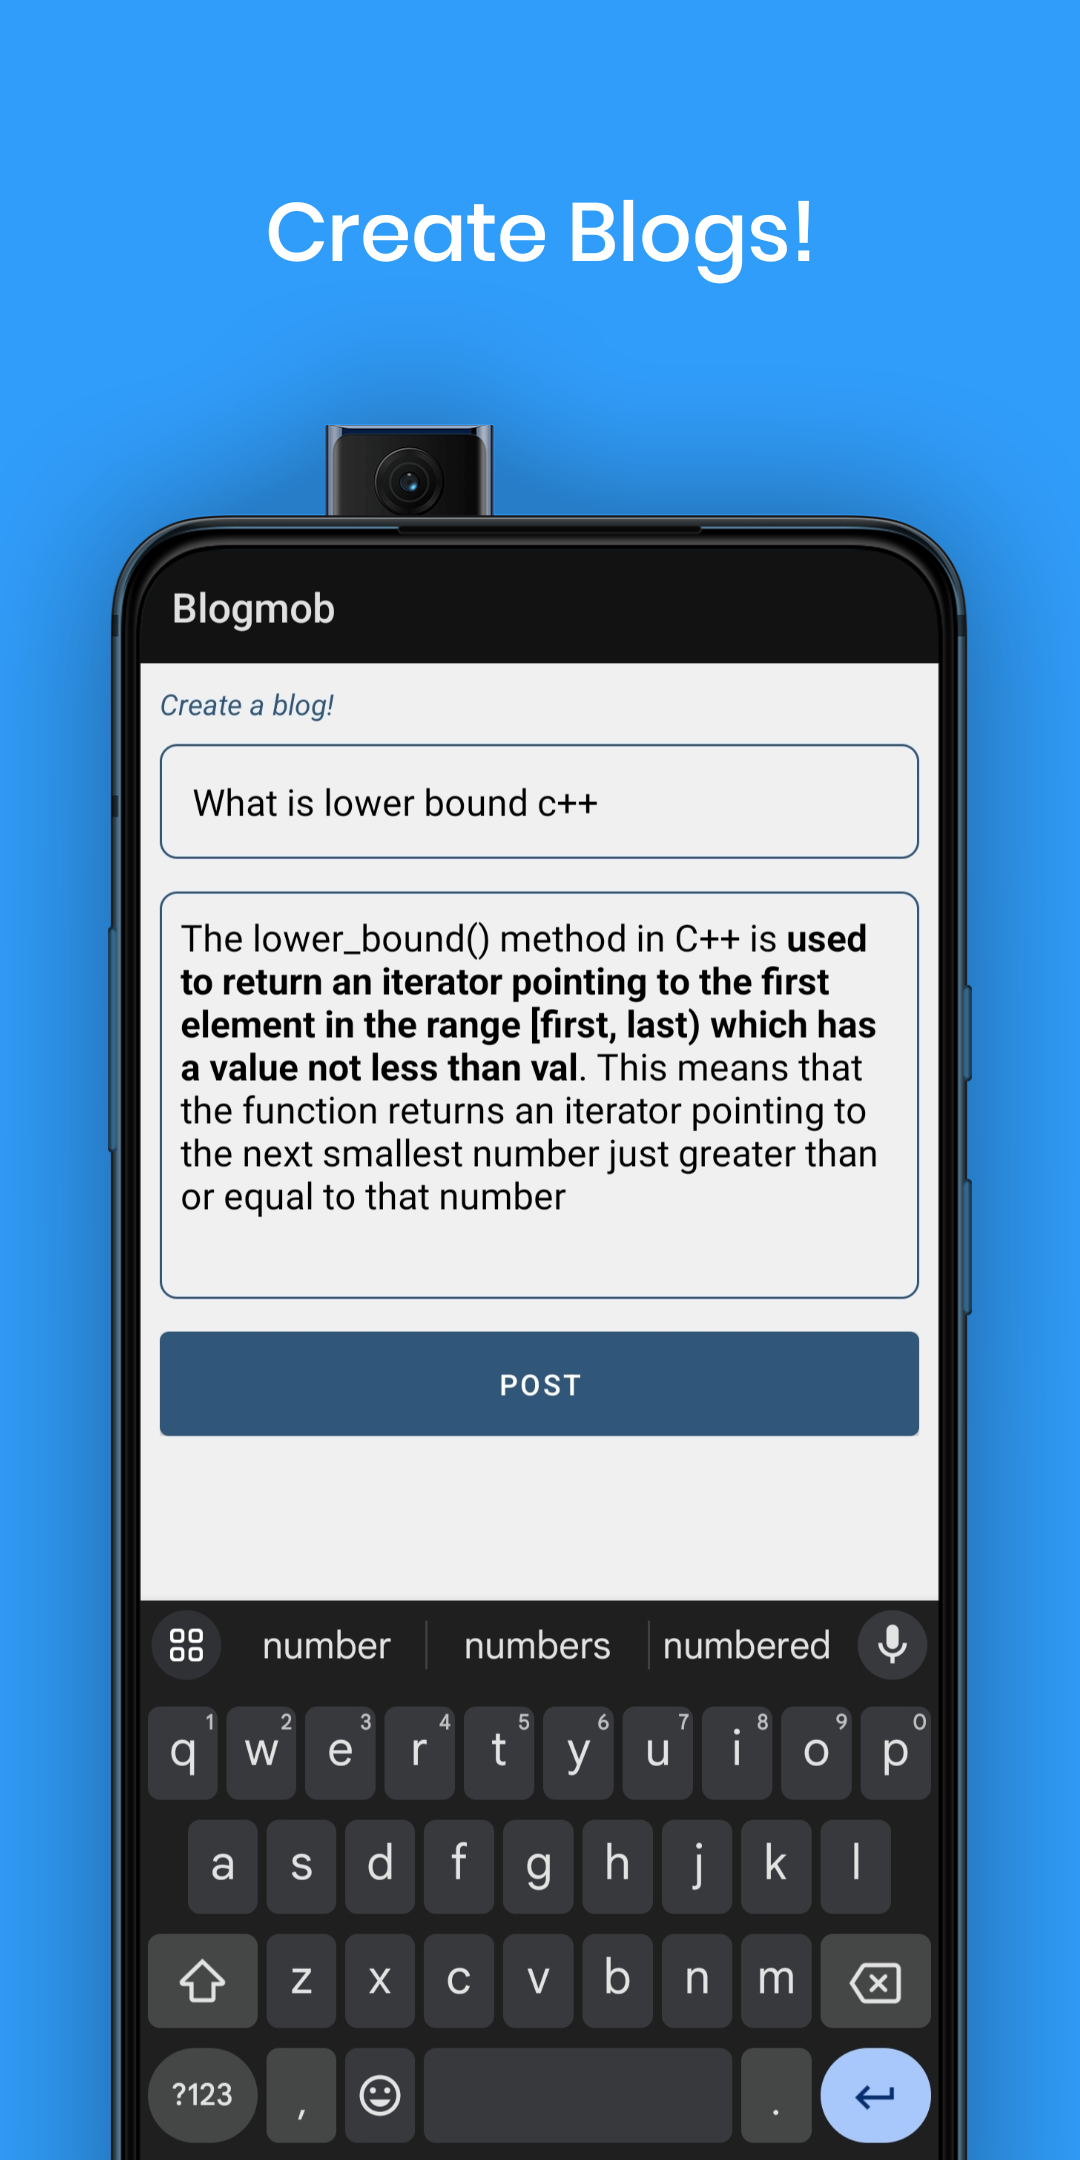 Create Blogs!
Blogmob
Create a blog!
What is lower bound c++
The lower_bound() method in C++ is used
to return an iterator pointing to the first
element in the range [first, last) which has
a value not less than val. This means that
the function returns an iterator pointing to
the next smallest number just greater than
or equal to that number
POST
number numbers numbered
1 2 3 4 5 6 7 8 9 0
q w e r t y u i o p
a s d f g h j k l
z x c v b n m
?123 , .